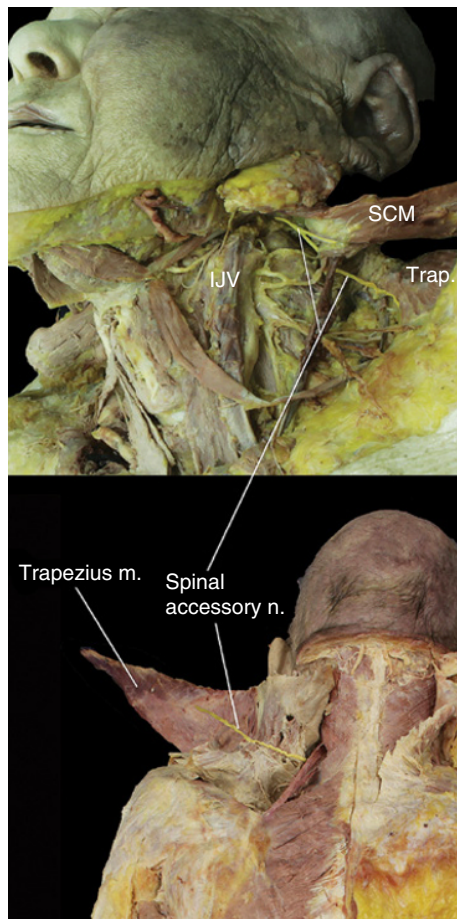 SCM
IJV
Trap.
Trapezius m.
Spinal
accessory n.